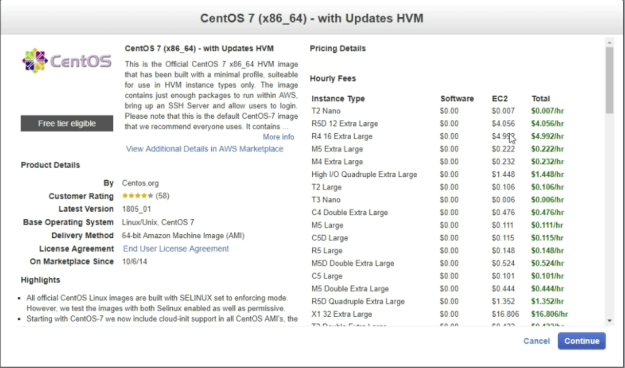 CentOS 7 (x86_64) - with Updates HVM
CentOS
Free tier eligible
CentOS 7 (x86_64) - with Updates HVM
This is the Official CentOS 7 x86_64 HVM image
that has been built with a minimal profile, suiteable
for use in HVM instance types only. The image
contains just enough packages to run within AWS,
bring up an SSH Server and allow users to login.
Please note that this is the default CentOS-7 image
that we recommend everyone uses. It contains ...
More info
View Additional Details in AWS Marketplace
Product Details
By Centos.org
Customer Rating ★★★★★ (58)
Latest Version 1805_01
Base Operating System Linux/Unix, CentOS 7
Delivery Method 64-bit Amazon Machine Image (AMI)
License Agreement End User License Agreement
On Marketplace Since 10/6/14
Highlights
• All official CentOS Linux images are built with SELINUX set to enforcing mode.
However, we test the images with both Selinux enabled as well as permissive.
• Starting with CentOS-7 we now include cloud-init support in all CentOS AMI's, the
Pricing Details
Hourly Fees
Instance Type Software EC2 Total
T2 Nano $0.00 $0.007 $0.007/hr
R5D 12 Extra Large $0.00 $4.056 $4.056/hr
R4 16 Extra Large $0.00 $4.992 $4.992/hr
M5 Extra Large $0.00 $0.222 $0.222/hr
M4 Extra Large $0.00 $0.232 $0.232/hr
High I/O Quadruple Extra Large $0.00 $1.448 $1.448/hr
T2 Large $0.00 $0.106 $0.106/hr
T3 Nano $0.00 $0.006 $0.006/hr
C4 Double Extra Large $0.00 $0.476 $0.476/hr
M5 Large $0.00 $0.111 $0.111/hr
C5D Large $0.00 $0.115 $0.115/hr
R5 Large $0.00 $0.148 $0.148/hr
M5D Double Extra Large $0.00 $0.524 $0.524/hr
C5 Large $0.00 $0.101 $0.101/hr
M5 Double Extra Large $0.00 $0.444 $0.444/hr
R5D Quadruple Extra Large $0.00 $1.352 $1.352/hr
X1 32 Extra Large $0.00 $16.806 $16.806/hr
Cancel Continue